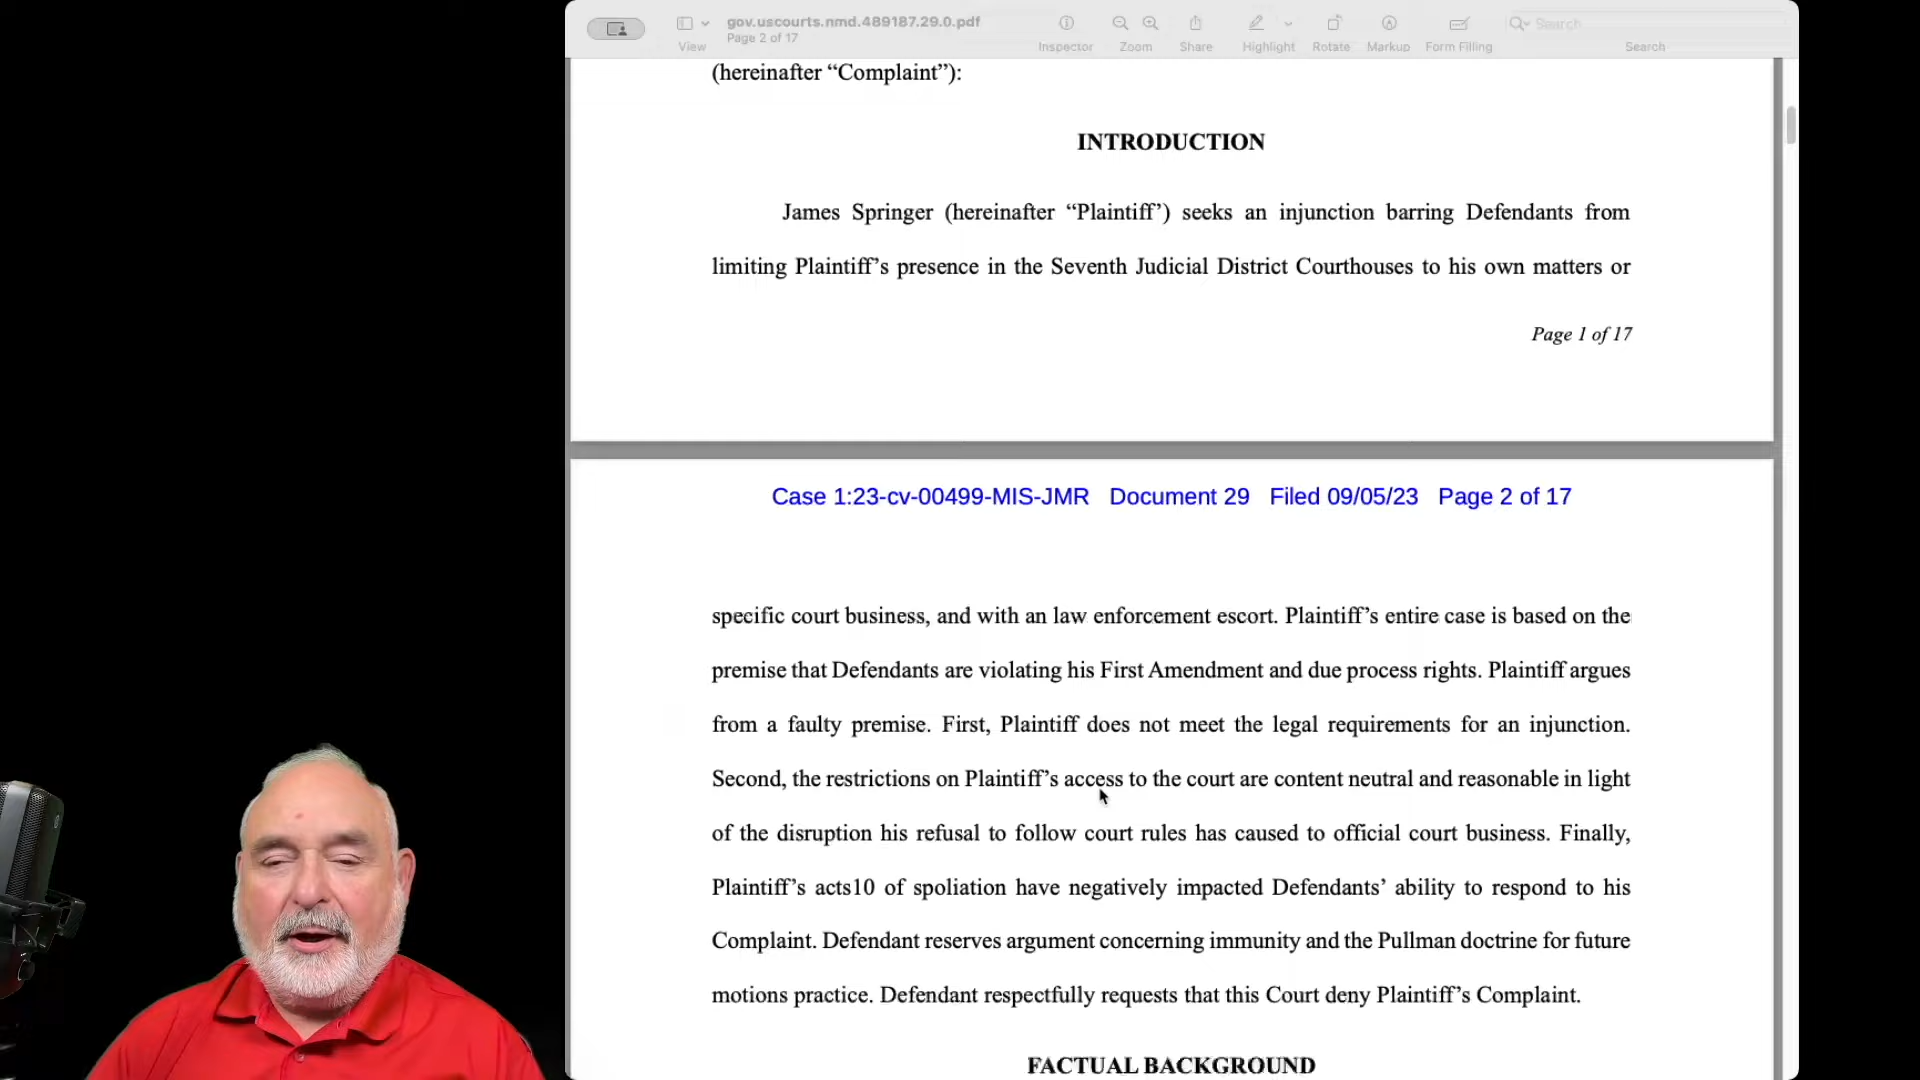 gov.uscourts.nmd.489187.29.0.pdf
Page 2 of 17
View
Inspector
Zoom
Share
Highlight
Rotate
Markup
Form Filling
Search
Search
(hereinafter “Complaint”):
INTRODUCTION
James Springer (hereinafter “Plaintiff’) seeks an injunction barring Defendants from
limiting Plaintiff’s presence in the Seventh Judicial District Courthouses to his own matters or
Page 1 of 17
Case 1:23-cv-00499-MIS-JMR Document 29 Filed 09/05/23 Page 2 of 17
specific court business, and with an law enforcement escort. Plaintiff’s entire case is based on the
premise that Defendants are violating his First Amendment and due process rights. Plaintiff argues
from a faulty premise. First, Plaintiff does not meet the legal requirements for an injunction.
Second, the restrictions on Plaintiff’s access to the court are content neutral and reasonable in light
of the disruption his refusal to follow court rules has caused to official court business. Finally,
Plaintiff’s acts10 of spoliation have negatively impacted Defendants’ ability to respond to his
Complaint. Defendant reserves argument concerning immunity and the Pullman doctrine for future
motions practice. Defendant respectfully requests that this Court deny Plaintiff’s Complaint.
FACTUAL BACKGROUND